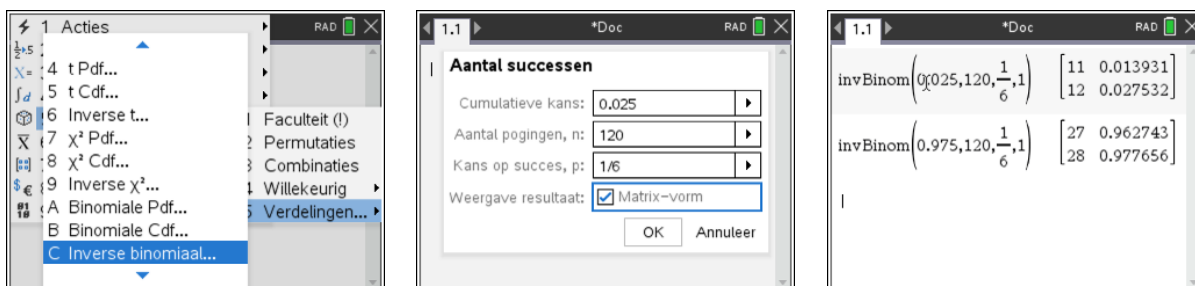 1 Acties
RAD
4 t Pdf...
5 t Cdf...
6 Inverse t...
7 χ² Pdf...
8 χ² Cdf...
9 Inverse χ²...
A Binomiale Pdf...
B Binomiale Cdf...
C Inverse binomiaal...
Faculteit (!)
Permutaties
Combinaties
Willekeurig
Verdelingen...
1.1
*Doc
RAD
Aantal successen
Cumulatieve kans: 0.025
Aantal pogingen, n: 120
Kans op succes, p: 1/6
Weergave resultaat: Matrix-vorm
OK Annuleer
1.1
*Doc
RAD
invBinom(0.025,120,1/6,1) [11 0.013931
12 0.027532]
invBinom(0.975,120,1/6,1) [27 0.962743
28 0.977656]